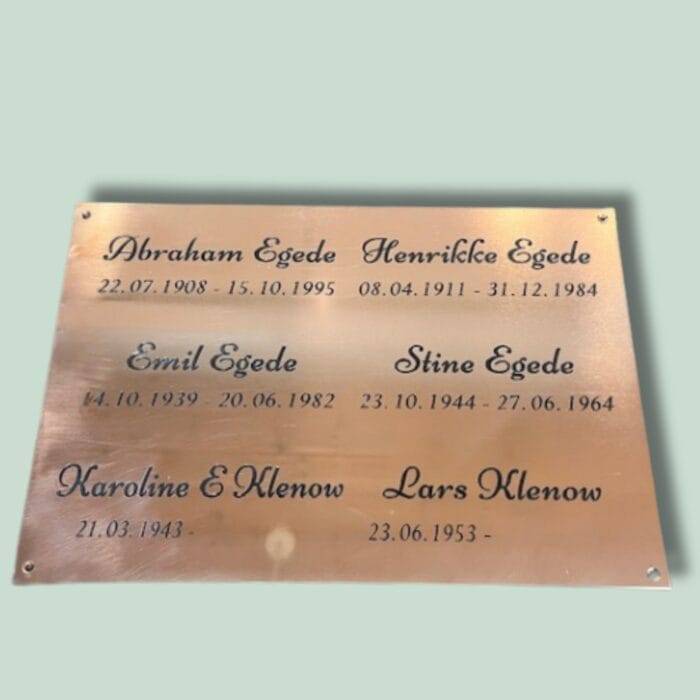 Abraham Egede Henrikke Egede
22.07.1908 - 15.10.1995 08.04.1911 - 31.12.1984
Emil Egede Stine Egede
14.10.1939 - 20.06.1982 23.10.1944 - 27.06.1964
Karoline E Klenow Lars Klenow
21.03.1943 - 23.06.1953 -